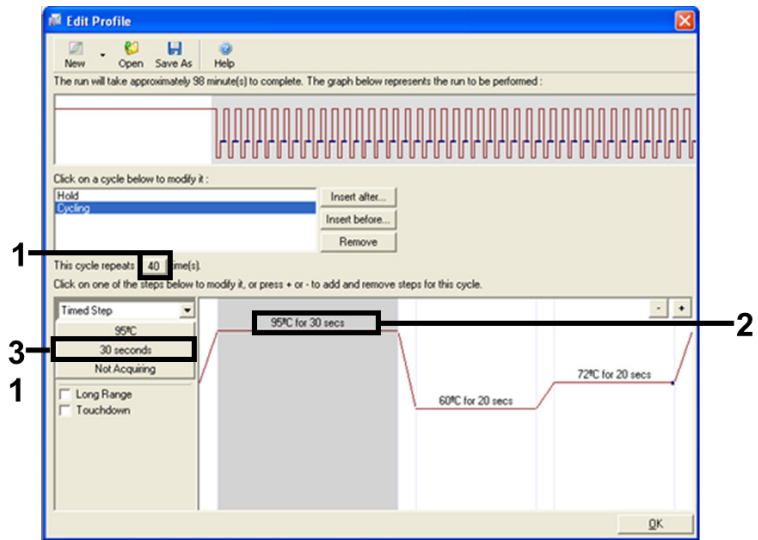 Edit Profile
New Open Save As Help
The run will take approximately 98 minute(s) to complete. The graph below represents the run to be performed :
Click on a cycle below to modify it :
Hold
Cycling
Insert after...
Insert before...
Remove
1
This cycle repeats 40 time(s).
Click on one of the steps below to modify it, or press + or - to add and remove steps for this cycle.
Timed Step
- +
95ºC
95ºC for 30 secs
2
3
30 seconds
Not Acquiring
72ºC for 20 secs
1
Long Range
60ºC for 20 secs
Touchdown
OK